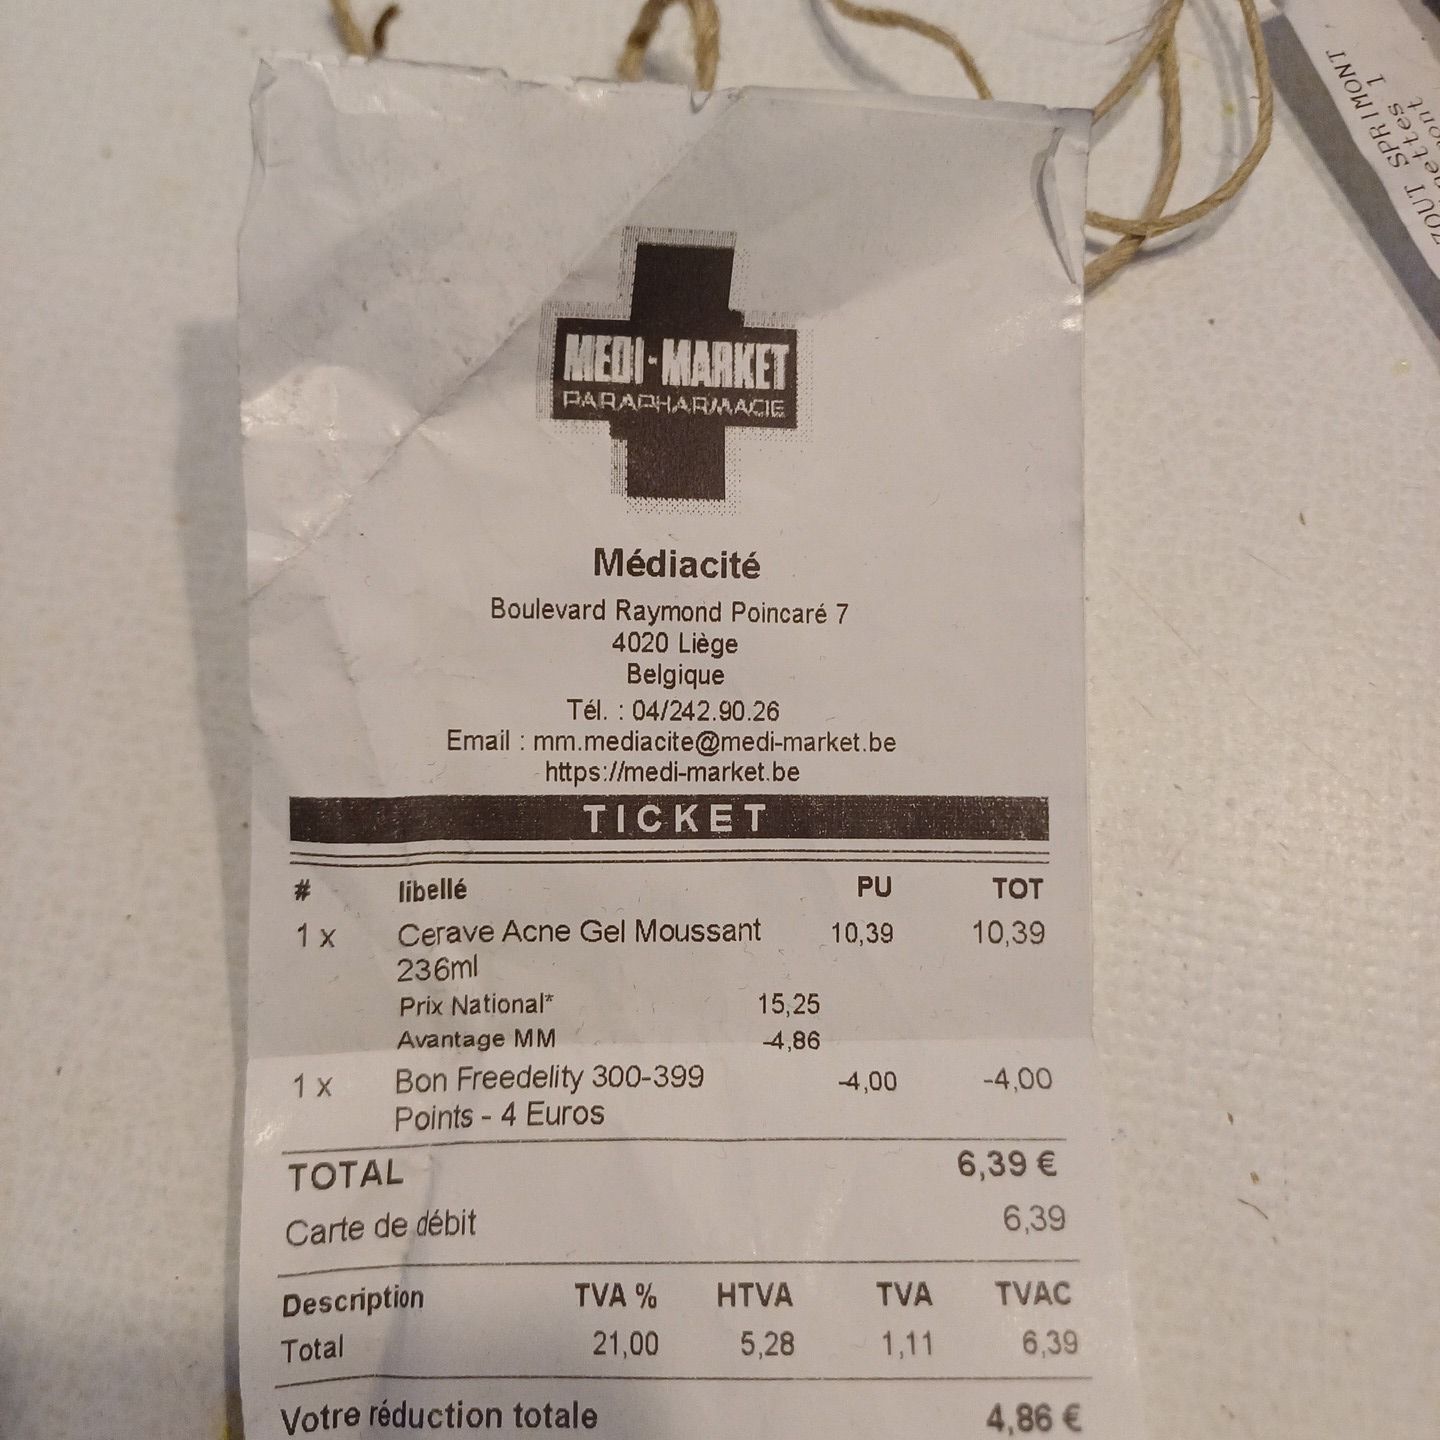 MEDI-MARKET
PARAPHARMACIE
Médiacité
Boulevard Raymond Poincaré 7
4020 Liège
Belgique
Tél. : 04/242.90.26
Email : mm.mediacite@medi-market.be
https://medi-market.be
TICKET
# libellé PU TOT
1 x Cerave Acne Gel Moussant 10,39 10,39
236ml
Prix National* 15,25
Avantage MM -4,86
1 x Bon Freedelity 300-399 -4,00 -4,00
Points - 4 Euros
TOTAL 6,39 €
Carte de débit 6,39
Description TVA % HTVA TVA TVAC
Total 21,00 5,28 1,11 6,39
Votre réduction totale 4,86 €
SPRIMONT
1